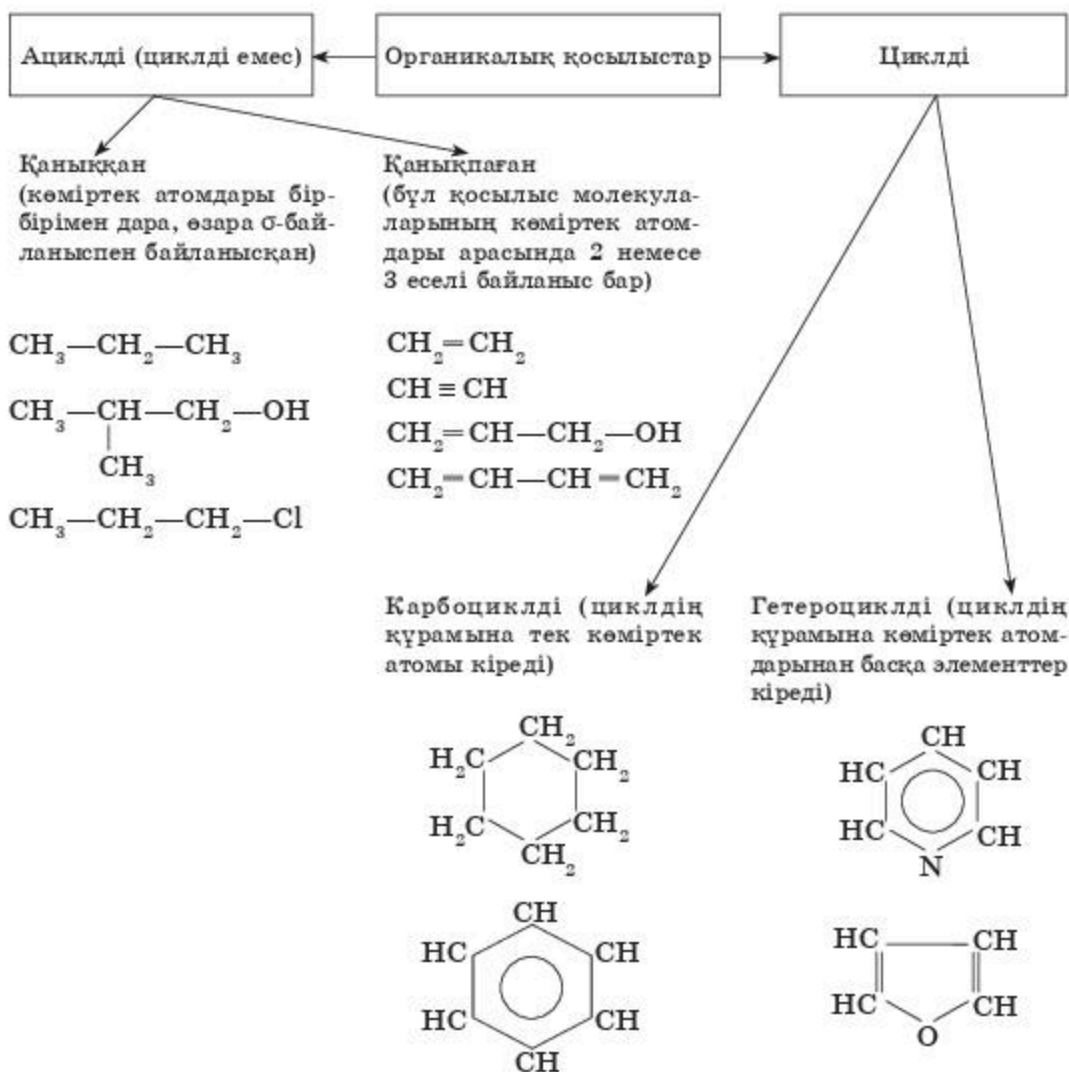 Ациклді (циклді емес)
Органикалық қосылыстар
Циклді
Қаныққан
(көміртек атомдары бір-
бірімен дара, өзара σ-бай-
ланыспен байланысқан)
Қанықпаған
(бұл қосылыс молекула-
ларының көміртек атом-
дары арасында 2 немесе
3 еселі байланыс бар)
CH₃—CH₂—CH₃
CH₃—CH—CH₂—OH
CH₃
CH₃—CH₂—CH₂—Cl
CH₂=CH₂
CH≡CH
CH₂=CH—CH₂—OH
CH₂=CH—CH=CH₂
Карбоциклді (циклдің
құрамына тек көміртек
атомы кіреді)
Гетероциклді (циклдің
құрамына көміртек атом-
дарынан басқа элементтер
кіреді)
CH₂
H₂C CH₂
H₂C CH₂
CH₂
CH
HC CH
HC CH
N
CH
HC CH
HC CH
CH
HC CH
HC CH
O